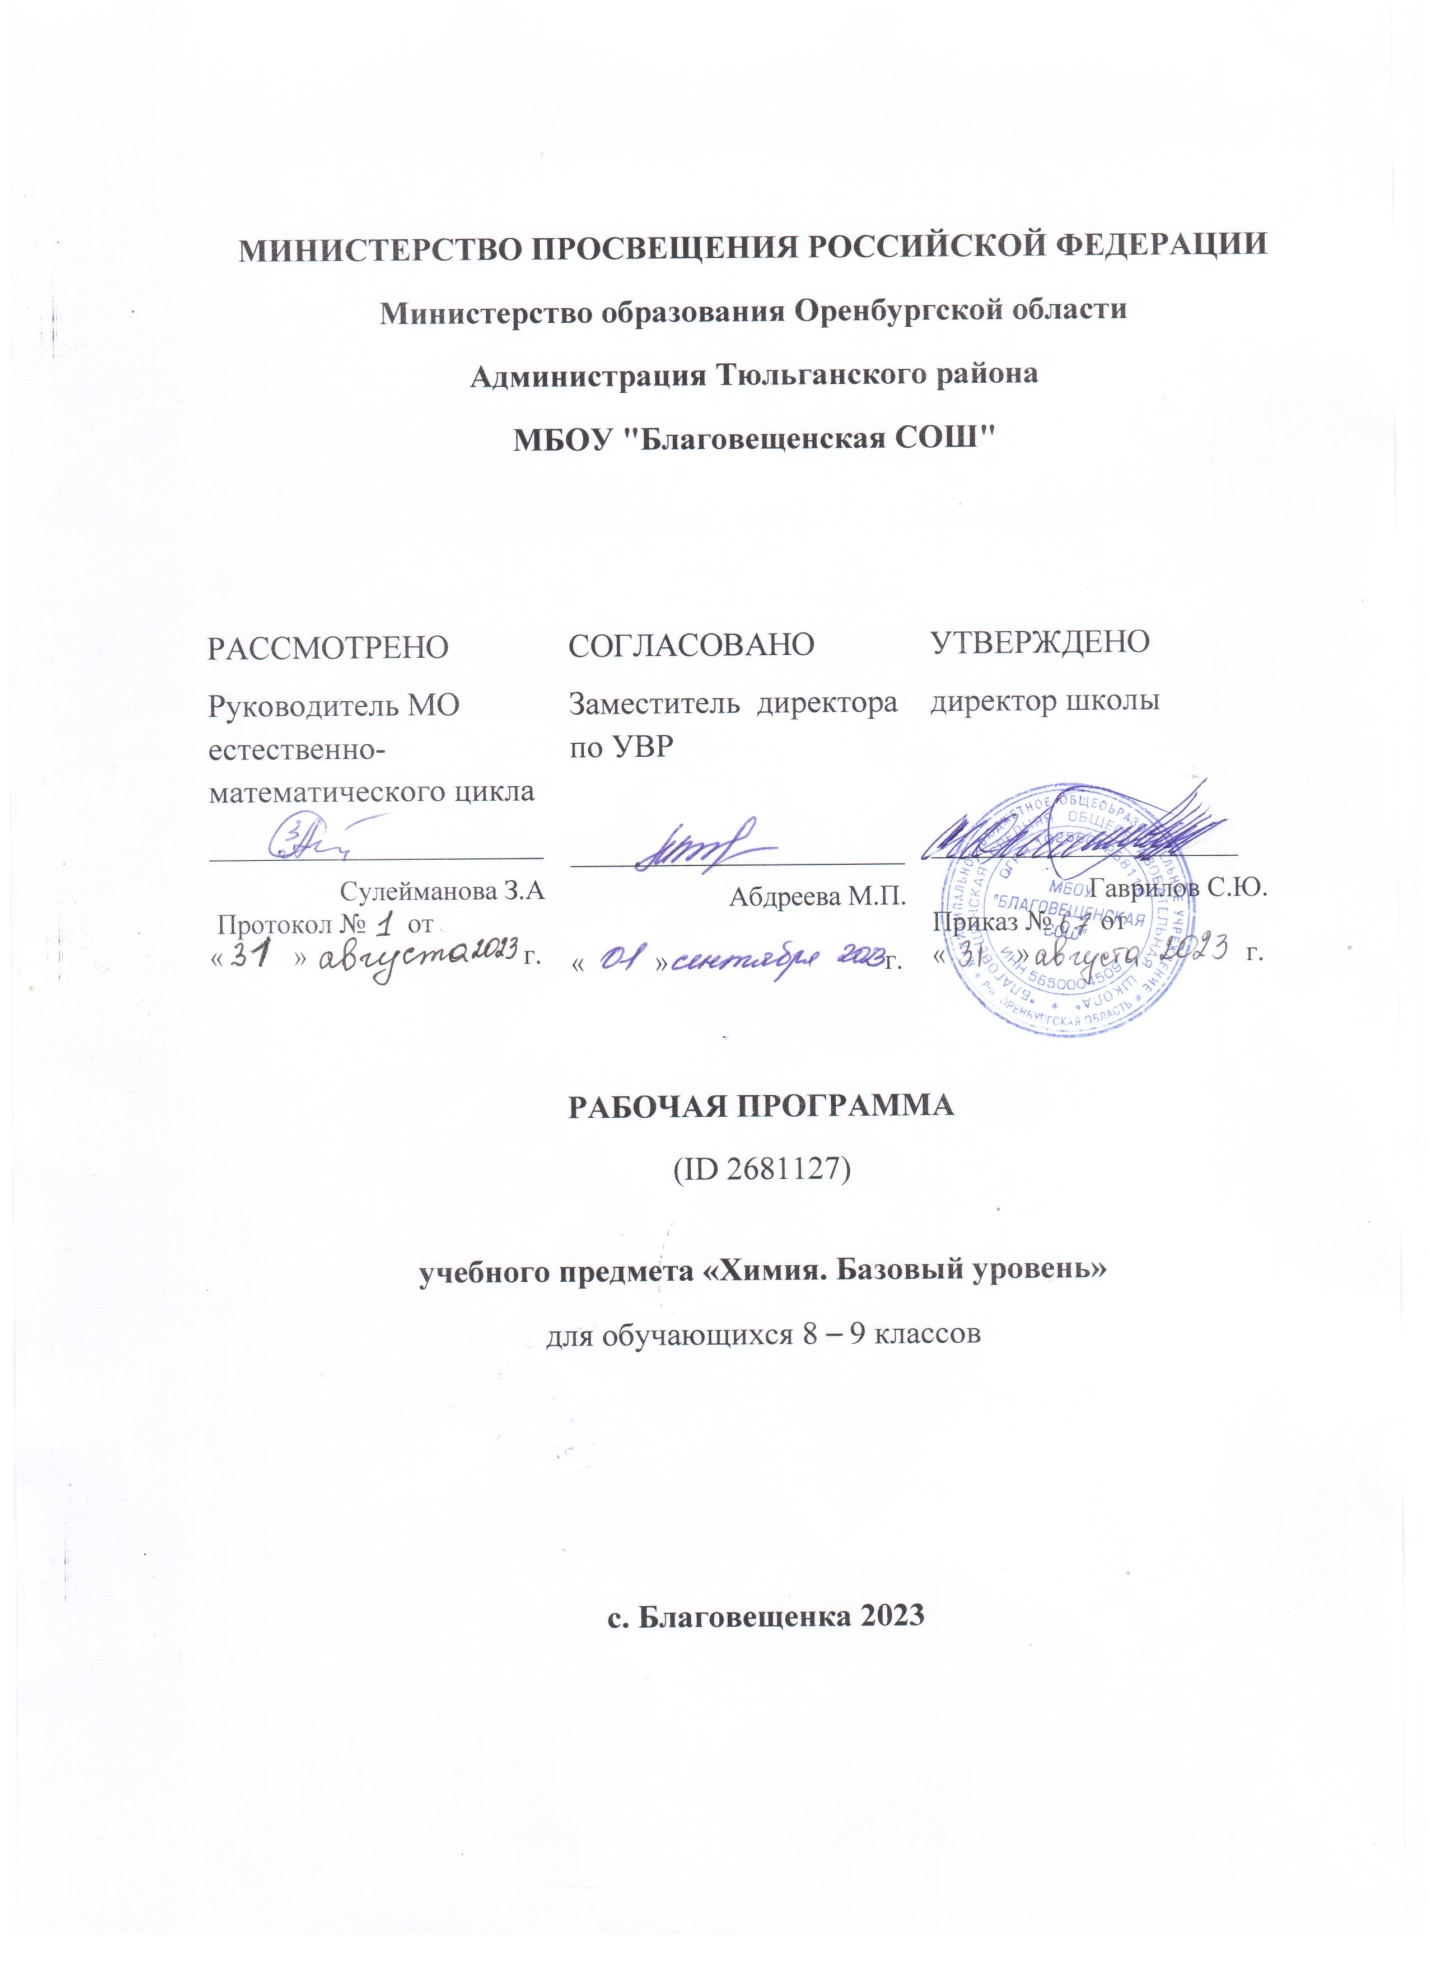 МИНИСТЕРСТВО ПРОСВЕЩЕНИЯ РОССИЙСКОЙ ФЕДЕРАЦИИ
Министерство образования Оренбургской области
Администрация Тюльганского района
МБОУ "Благовещенская СОШ"
РАССМОТРЕНО
Руководитель МО
естественно-
математического цикла
Сулейманова З.А
Протокол № 1 от
« 31 » августа 2023 г.
СОГЛАСОВАНО
Заместитель директора
по УВР
Абдреева М.П.
« 01 » сентября 2023 г.
УТВЕРЖДЕНО
директор школы
Гаврилов С.Ю.
Приказ № 67 от
« 31 » августа 2023 г.
МБОУ
"БЛАГОВЕЩЕНСКАЯ
СОШ"
РАБОЧАЯ ПРОГРАММА
(ID 2681127)
учебного предмета «Химия. Базовый уровень»
для обучающихся 8 – 9 классов
с. Благовещенка 2023